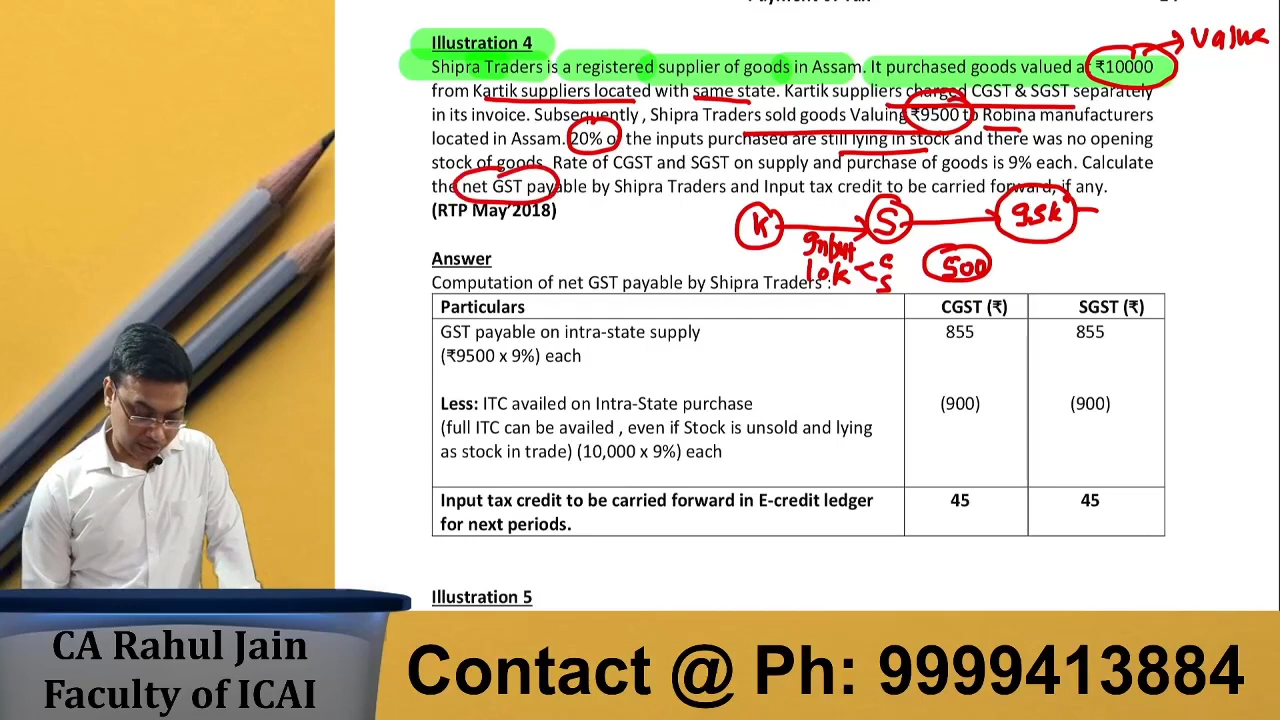 Illustration 4
Value
Shipra Traders is a registered supplier of goods in Assam. It purchased goods valued at ₹10000
from Kartik suppliers located with same state. Kartik suppliers charged CGST & SGST separately
in its invoice. Subsequently , Shipra Traders sold goods Valuing ₹9500 to Robina manufacturers
located in Assam. 20% of the inputs purchased are still lying in stock and there was no opening
stock of goods. Rate of CGST and SGST on supply and purchase of goods is 9% each. Calculate
the net GST payable by Shipra Traders and Input tax credit to be carried forward, if any.
(RTP May 2018)
K Input 10k C S S 9.5k
500
Answer
Computation of net GST payable by Shipra Traders :
Particulars CGST (₹) SGST (₹)
GST payable on intra-state supply 855 855
(₹9500 x 9%) each
Less: ITC availed on Intra-State purchase (900) (900)
(full ITC can be availed , even if Stock is unsold and lying
as stock in trade) (10,000 x 9%) each
Input tax credit to be carried forward in E-credit ledger 45 45
for next periods.
Illustration 5
CA Rahul Jain
Faculty of ICAI
Contact @ Ph: 9999413884